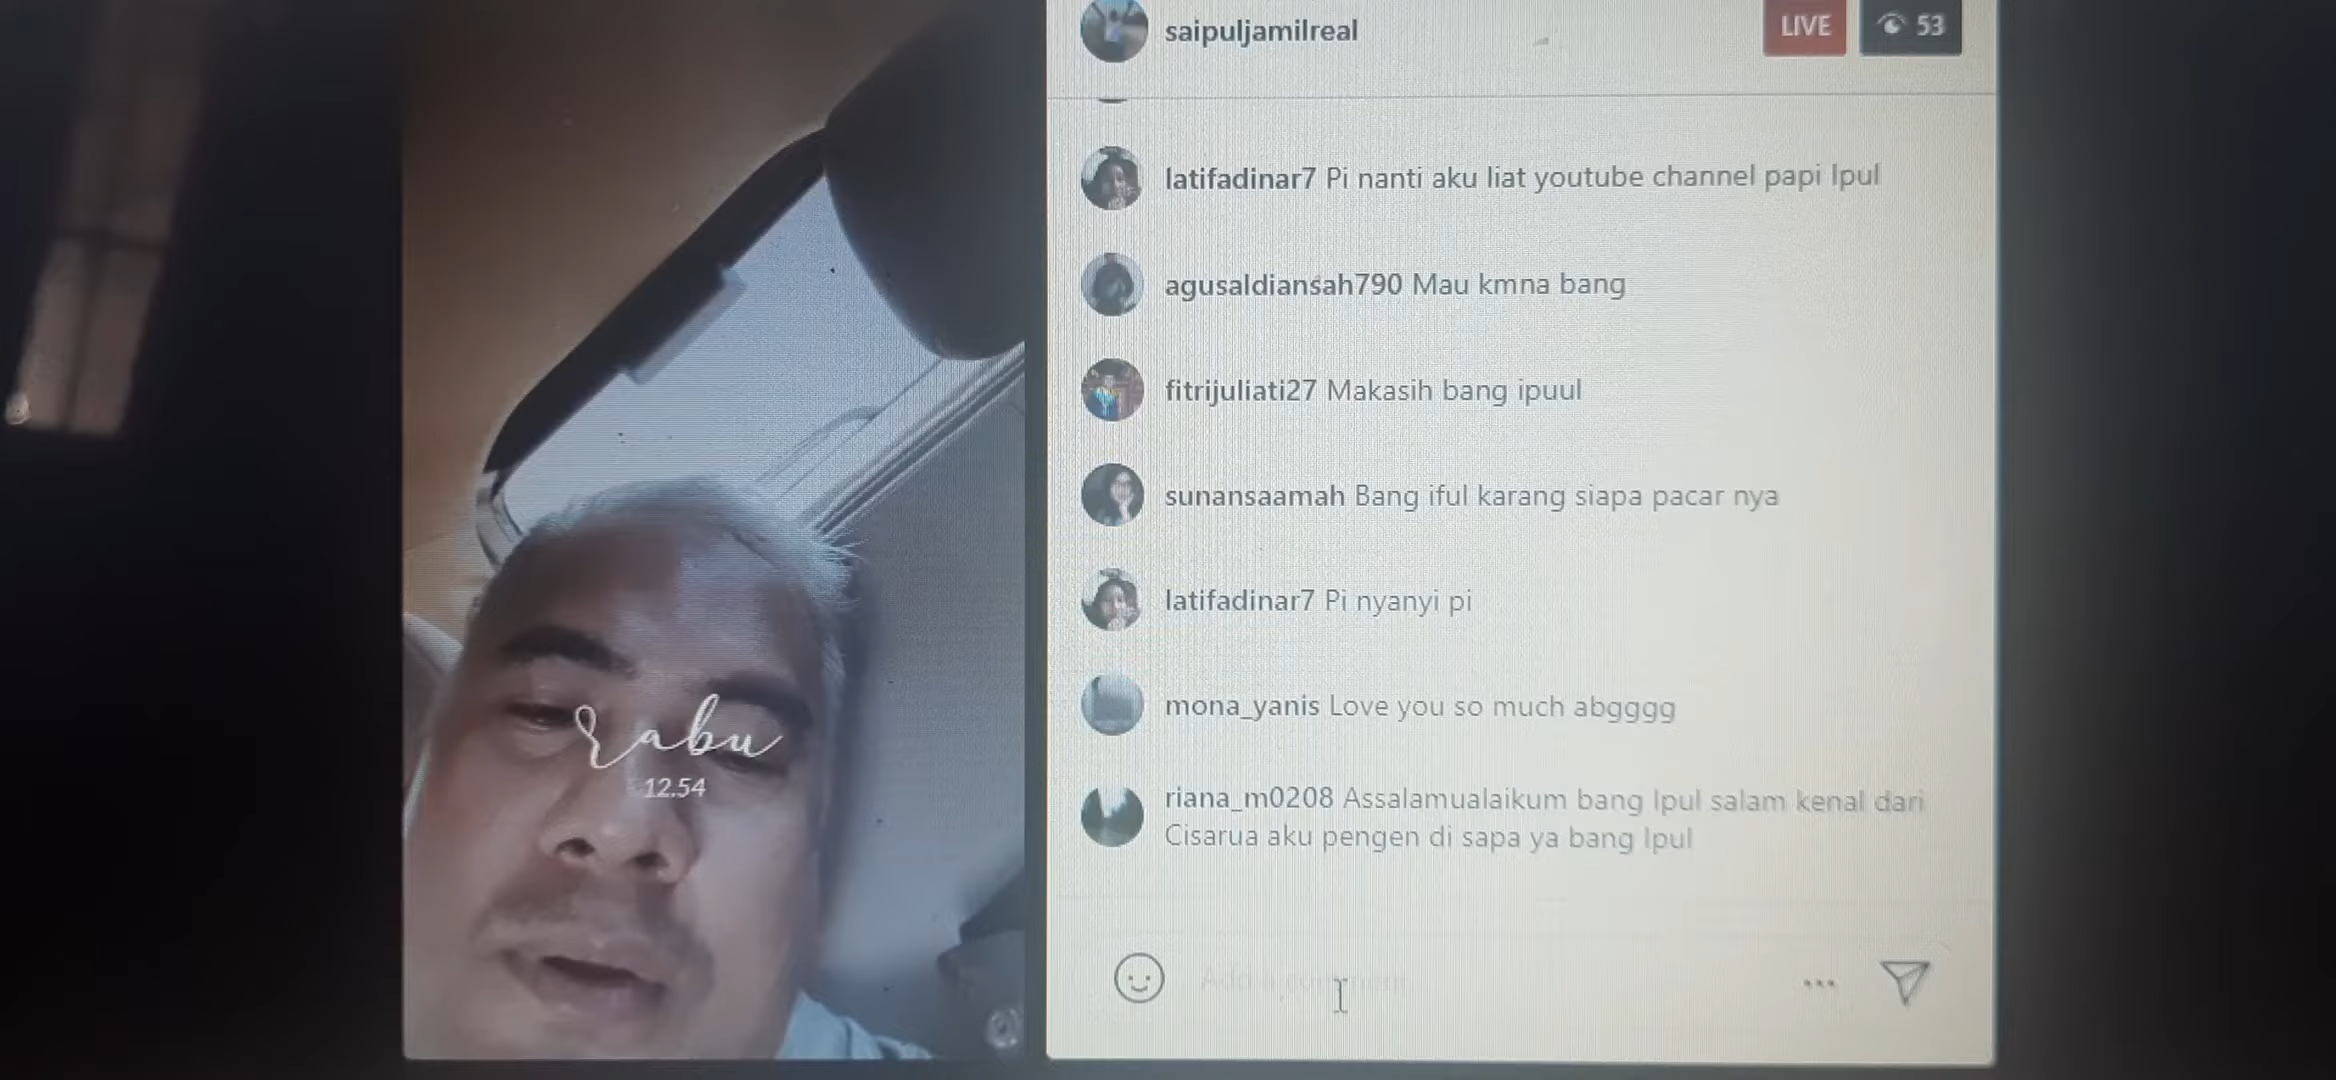 saipuljamilreal
LIVE
53
latifadinar7 Pi nanti aku liat youtube channel papi Ipul
agusaldiansah790 Mau kmna bang
fitrijuliati27 Makasih bang ipuul
sunansaamah Bang iful karang siapa pacar nya
latifadinar7 Pi nyanyi pi
mona_yanis Love you so much abgggg
riana_m0208 Assalamualaikum bang Ipul salam kenal dari
Cisarua aku pengen di sapa ya bang Ipul
Add a comment...
rabu
12.54